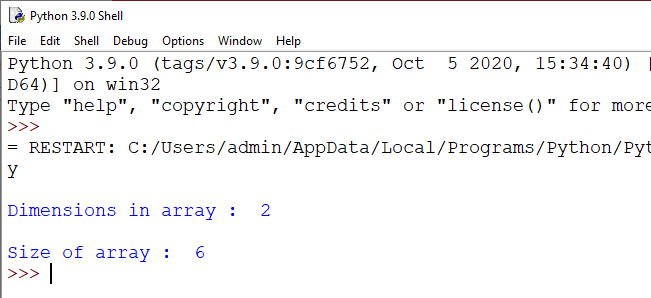 Python 3.9.0 Shell
File Edit Shell Debug Options Window Help
Python 3.9.0 (tags/v3.9.0:9cf6752, Oct  5 2020, 15:34:40) [
D64)] on win32
Type "help", "copyright", "credits" or "license()" for more
>>>
= RESTART: C:/Users/admin/AppData/Local/Programs/Python/Pyt
y
Dimensions in array :  2
Size of array :  6
>>>